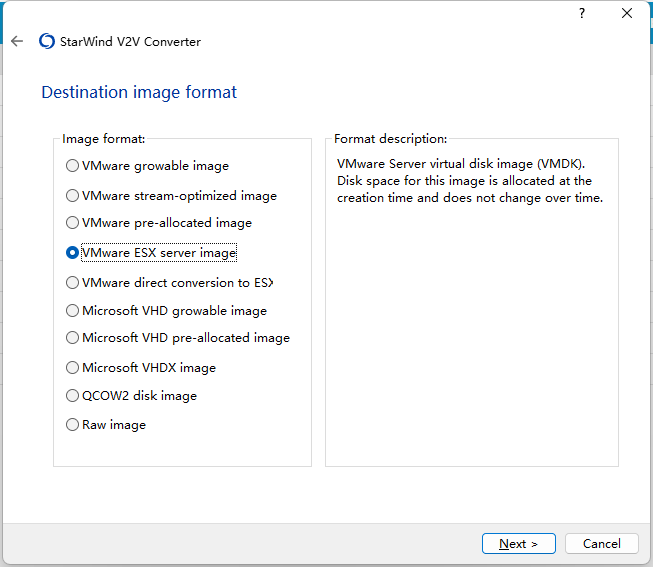 ?
StarWind V2V Converter
Destination image format
Image format:
VMware growable image
VMware stream-optimized image
VMware pre-allocated image
VMware ESX server image
VMware direct conversion to ESX
Microsoft VHD growable image
Microsoft VHD pre-allocated image
Microsoft VHDX image
QCOW2 disk image
Raw image
Format description:
VMware Server virtual disk image (VMDK).
Disk space for this image is allocated at the
creation time and does not change over time.
Next >
Cancel